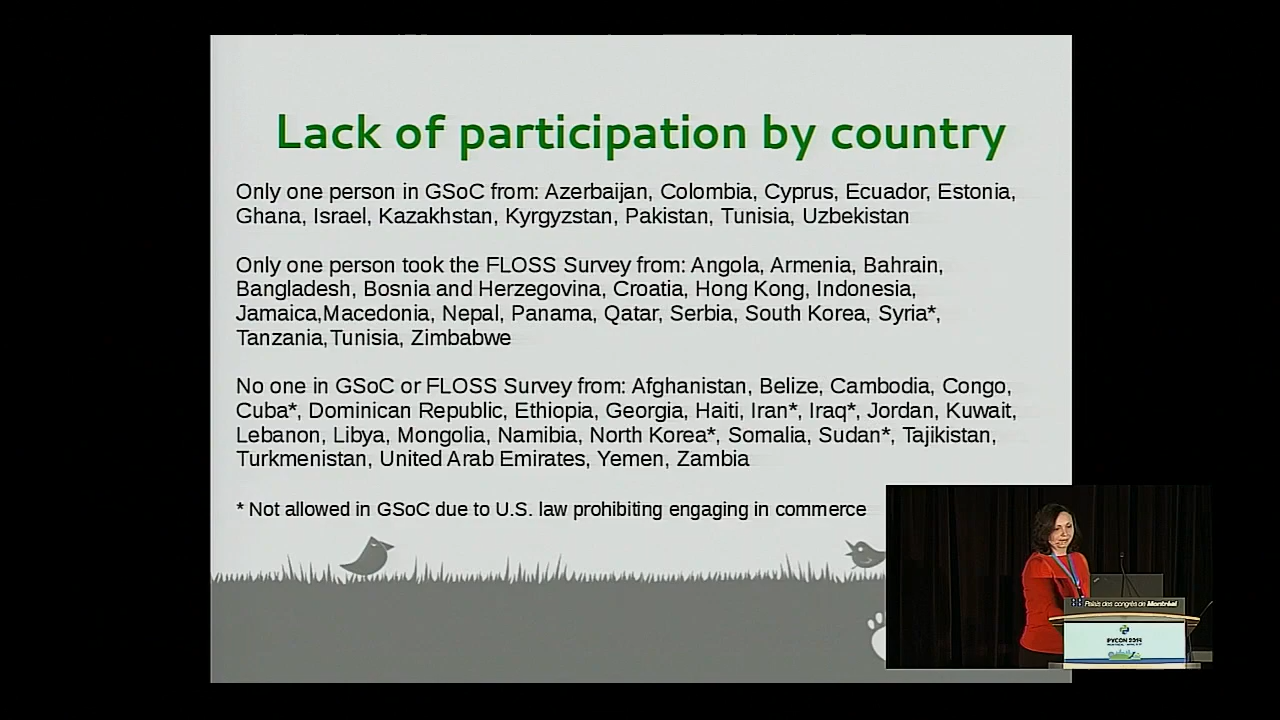 Lack of participation by country
Only one person in GSoC from: Azerbaijan, Colombia, Cyprus, Ecuador, Estonia,
Ghana, Israel, Kazakhstan, Kyrgyzstan, Pakistan, Tunisia, Uzbekistan
Only one person took the FLOSS Survey from: Angola, Armenia, Bahrain,
Bangladesh, Bosnia and Herzegovina, Croatia, Hong Kong, Indonesia,
Jamaica,Macedonia, Nepal, Panama, Qatar, Serbia, South Korea, Syria*,
Tanzania,Tunisia, Zimbabwe
No one in GSoC or FLOSS Survey from: Afghanistan, Belize, Cambodia, Congo,
Cuba*, Dominican Republic, Ethiopia, Georgia, Haiti, Iran*, Iraq*, Jordan, Kuwait,
Lebanon, Libya, Mongolia, Namibia, North Korea*, Somalia, Sudan*, Tajikistan,
Turkmenistan, United Arab Emirates, Yemen, Zambia
* Not allowed in GSoC due to U.S. law prohibiting engaging in commerce
Palais des congrès de Montréal